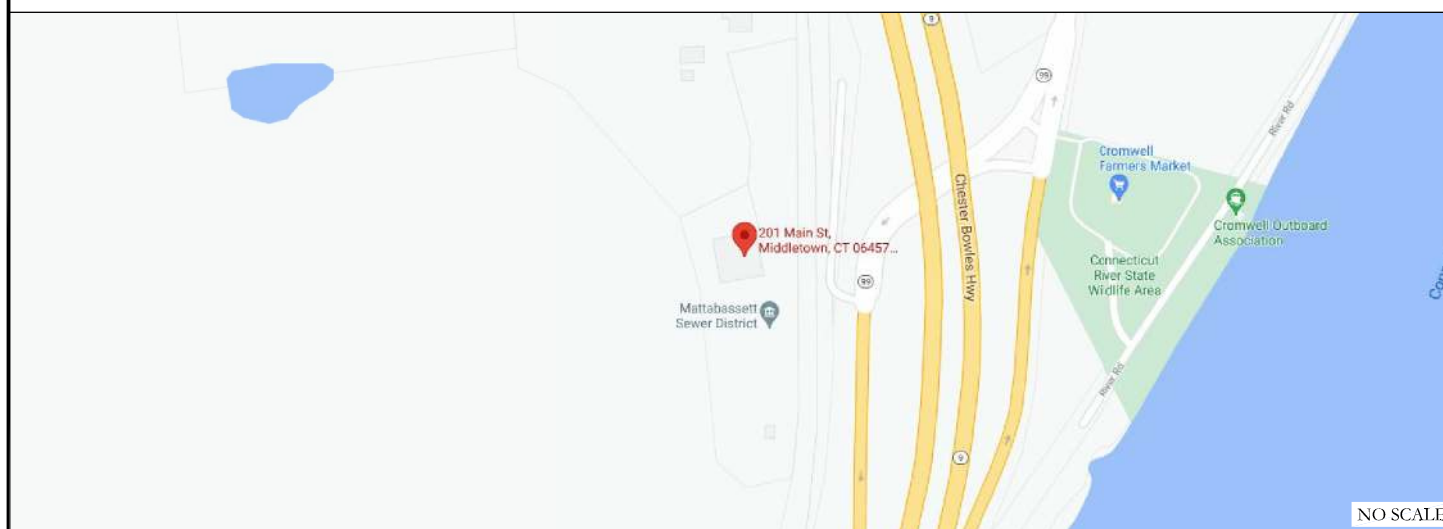 9
99
River Rd
Cromwell
Farmers Market
Chester Bowles Hwy
201 Main St,
Middletown, CT 06457...
Cromwell Outboard
Association
Connecticut
River State
Wildlife Area
99
Mattabassett
Sewer District
River Rd
9
NO SCALE